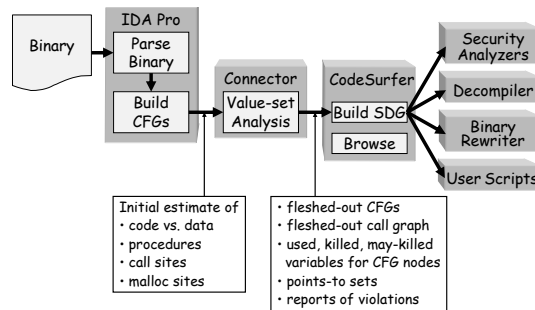 IDA Pro
Binary
Parse
Binary
Build
CFGs
Connector
Value-set
Analysis
CodeSurfer
Build SDG
Browse
Security
Analyzers
Decompiler
Binary
Rewriter
User Scripts
Initial estimate of
• code vs. data
• procedures
• call sites
• malloc sites
• fleshed-out CFGs
• fleshed-out call graph
• used, killed, may-killed
variables for CFG nodes
• points-to sets
• reports of violations